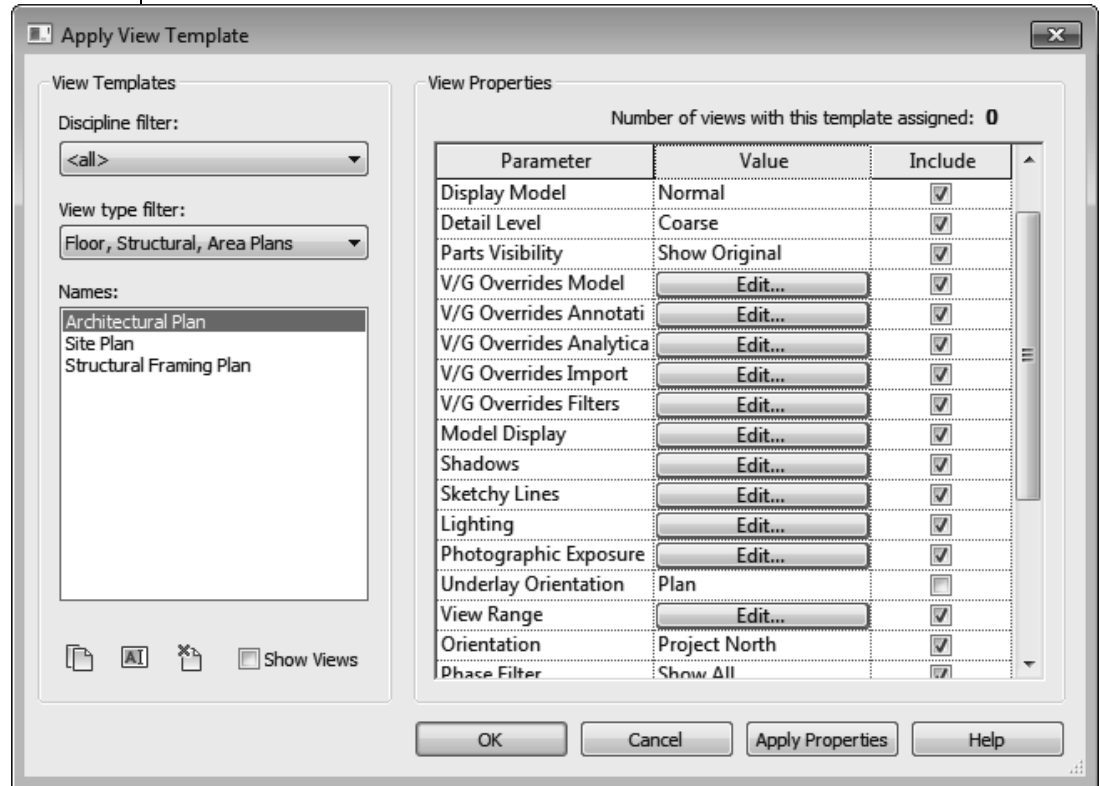 Apply View Template
View Templates
Discipline filter:
<all>
View type filter:
Floor, Structural, Area Plans
Names:
Architectural Plan
Site Plan
Structural Framing Plan
AI
Show Views
View Properties
Number of views with this template assigned: 0
Parameter Value Include
Display Model Normal
Detail Level Coarse
Parts Visibility Show Original
V/G Overrides Model Edit...
V/G Overrides Annotati Edit...
V/G Overrides Analytica Edit...
V/G Overrides Import Edit...
V/G Overrides Filters Edit...
Model Display Edit...
Shadows Edit...
Sketchy Lines Edit...
Lighting Edit...
Photographic Exposure Edit...
Underlay Orientation Plan
View Range Edit...
Orientation Project North
Phase Filter Show All
OK Cancel Apply Properties Help